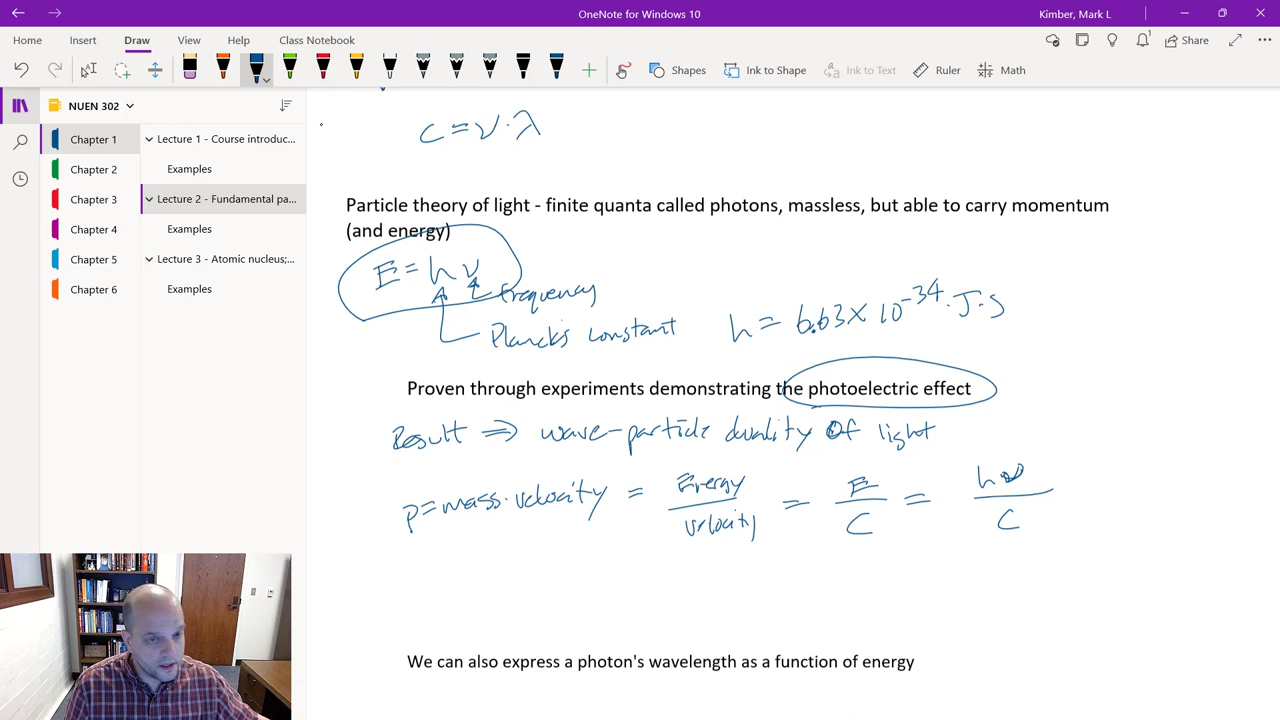 OneNote for Windows 10
Kimber, Mark L
Home Insert Draw View Help Class Notebook
Share
Shapes Ink to Shape Ink to Text Ruler Math
NUEN 302
Chapter 1
Chapter 2
Chapter 3
Chapter 4
Chapter 5
Chapter 6
Lecture 1 - Course introduc...
Examples
Lecture 2 - Fundamental pa...
Examples
Lecture 3 - Atomic nucleus;...
Examples
c = ν · λ
Particle theory of light - finite quanta called photons, massless, but able to carry momentum
(and energy)
E = h ν
frequency
Planck's constant h = 6.63 × 10^-34 · J·s
Proven through experiments demonstrating the photoelectric effect
Result ⇒ wave-particle duality of light
p = mass · velocity = Energy / velocity = E / C = hν / C
We can also express a photon's wavelength as a function of energy